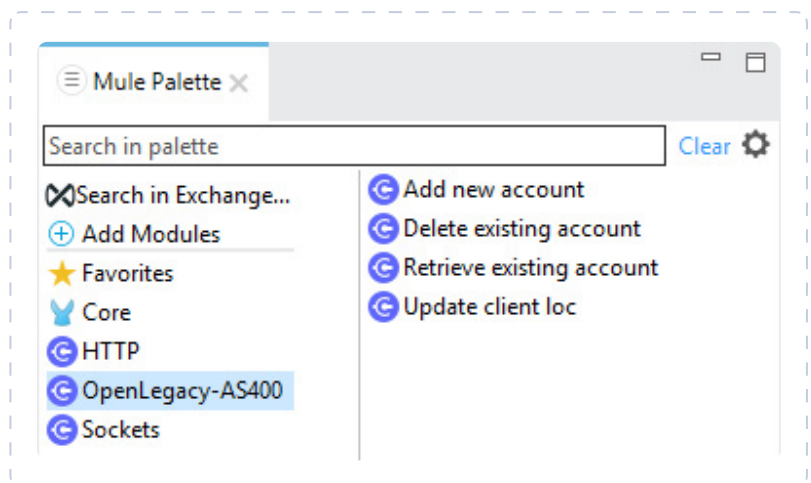 Mule Palette
Search in palette
Clear
Search in Exchange...
Add Modules
Favorites
Core
HTTP
OpenLegacy-AS400
Sockets
Add new account
Delete existing account
Retrieve existing account
Update client loc